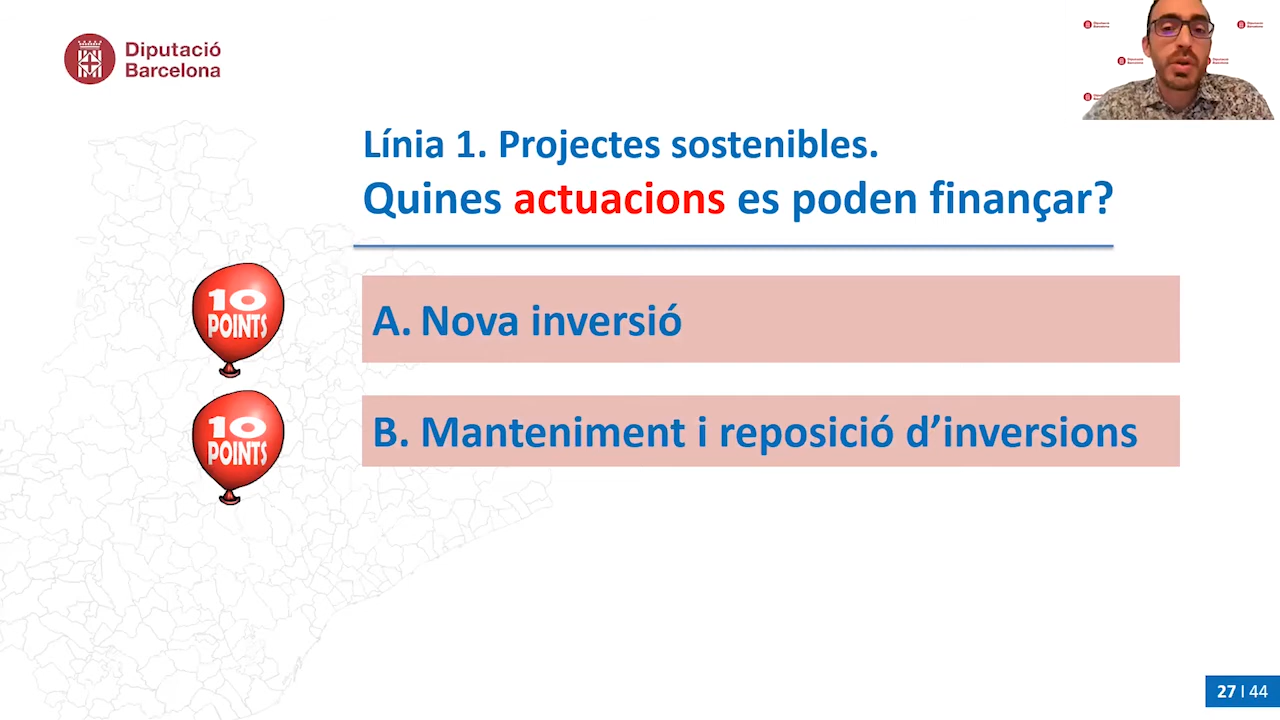 Diputació
Barcelona
Línia 1. Projectes sostenibles.
Quines actuacions es poden finançar?
10
POINTS
A. Nova inversió
10
POINTS
B. Manteniment i reposició d’inversions
27 | 44